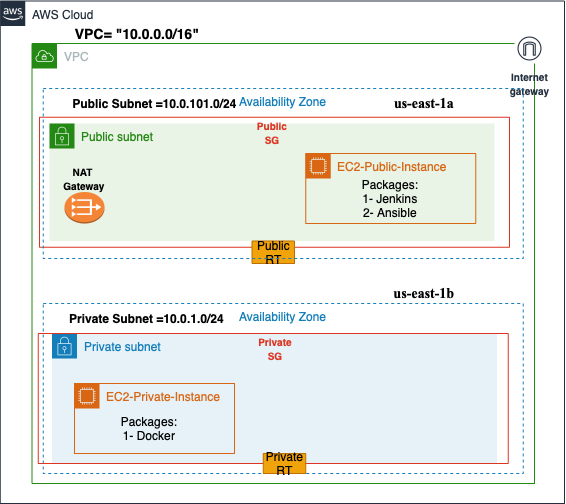 aws
AWS Cloud
VPC= "10.0.0.0/16"
VPC
Internet
gateway
Public Subnet =10.0.101.0/24
Availability Zone
us-east-1a
Public
SG
Public subnet
NAT
Gateway
EC2-Public-Instance
Packages:
1- Jenkins
2- Ansible
Public
RT
us-east-1b
Private Subnet =10.0.1.0/24
Availability Zone
Private
SG
Private subnet
EC2-Private-Instance
Packages:
1- Docker
Private
RT